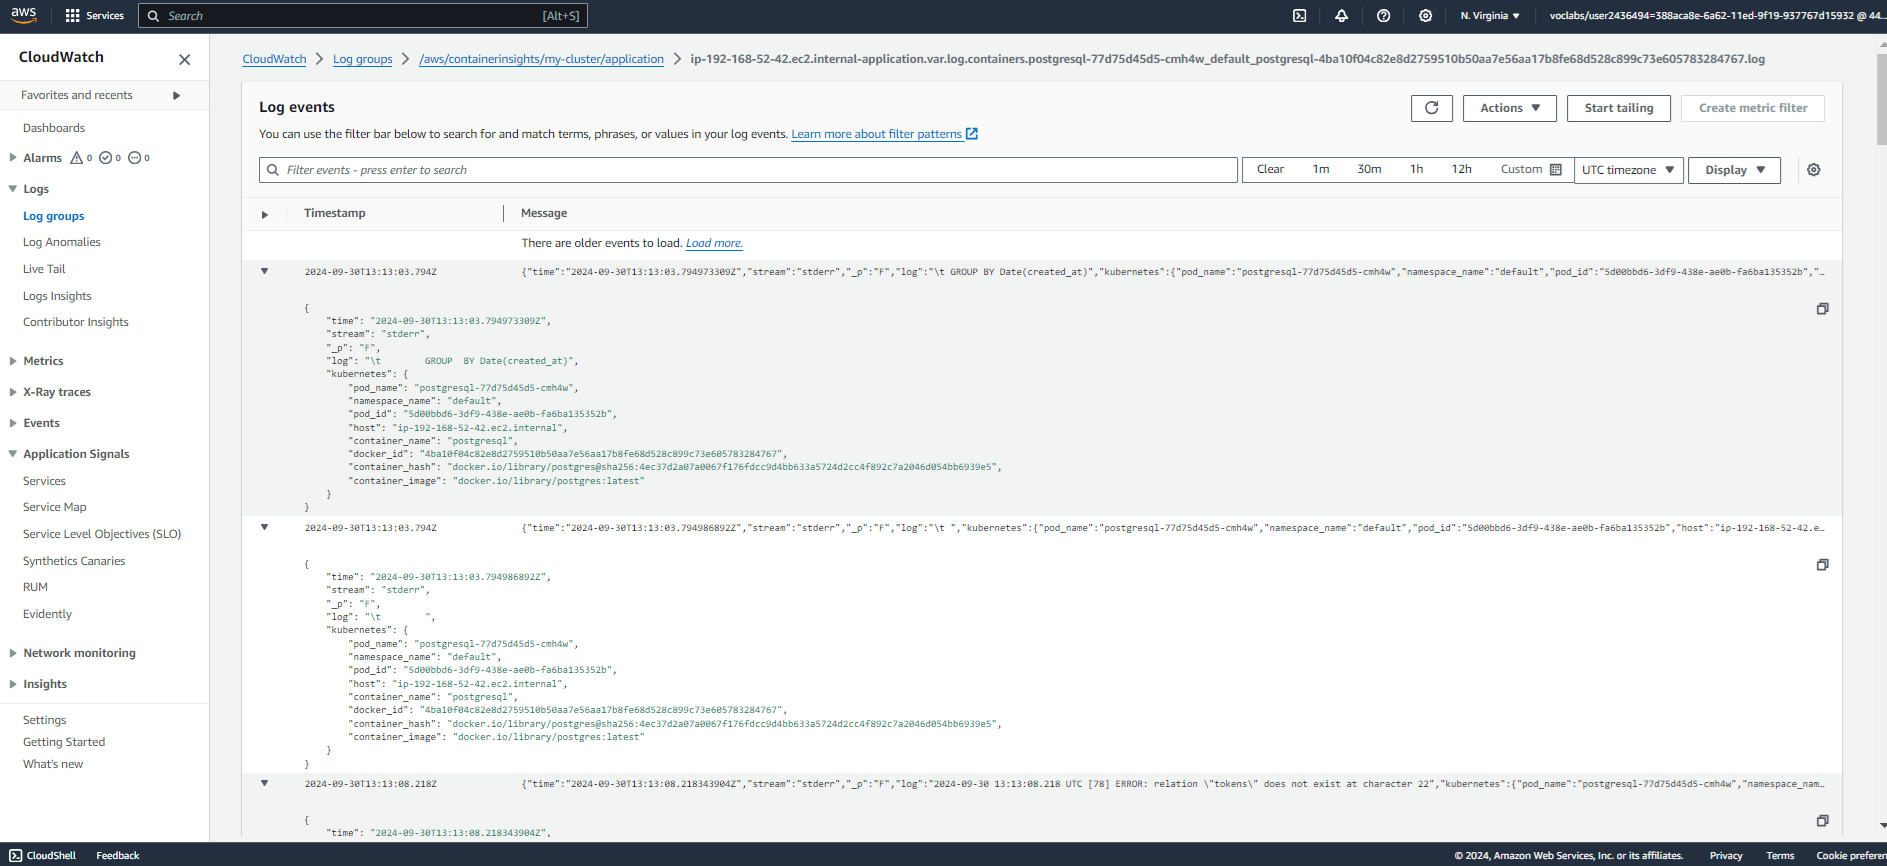 aws
Services
Search
[Alt+S]
N. Virginia
voclabs/user2436494=388aca8e-6a62-11ed-9f19-937767d15932 @ 44...
CloudWatch
Favorites and recents
Dashboards
Alarms 0 0 0
Logs
Log groups
Log Anomalies
Live Tail
Logs Insights
Contributor Insights
Metrics
X-Ray traces
Events
Application Signals
Services
Service Map
Service Level Objectives (SLO)
Synthetics Canaries
RUM
Evidently
Network monitoring
Insights
Settings
Getting Started
What's new
CloudWatch
Log groups
/aws/containerinsights/my-cluster/application
ip-192-168-52-42.ec2.internal-application.var.log.containers.postgresql-77d75d45d5-cmh4w_default_postgresql-4ba10f04c82e8d2759510b50aa7e56aa17b8fe68d528c899c73e605783284767.log
Log events
Actions
Start tailing
Create metric filter
You can use the filter bar below to search for and match terms, phrases, or values in your log events. Learn more about filter patterns
Filter events - press enter to search
Clear 1m 30m 1h 12h Custom
UTC timezone
Display
Timestamp Message
There are older events to load. Load more.
2024-09-30T13:13:03.794Z {"time":"2024-09-30T13:13:03.794973309Z","stream":"stderr","_p":"F","log":"\t GROUP BY Date(created_at)","kubernetes":{"pod_name":"postgresql-77d75d45d5-cmh4w","namespace_name":"default","pod_id":"5d00bbd6-3df9-438e-ae0b-fa6ba135352b","…
{
"time": "2024-09-30T13:13:03.794973309Z",
"stream": "stderr",
"_p": "F",
"log": "\t GROUP BY Date(created_at)",
"kubernetes": {
"pod_name": "postgresql-77d75d45d5-cmh4w",
"namespace_name": "default",
"pod_id": "5d00bbd6-3df9-438e-ae0b-fa6ba135352b",
"host": "ip-192-168-52-42.ec2.internal",
"container_name": "postgresql",
"docker_id": "4ba10f04c82e8d2759510b50aa7e56aa17b8fe68d528c899c73e605783284767",
"container_hash": "docker.io/library/postgres@sha256:4ec37d2a07a0067f176fdcc9d4bb633a5724d2cc4f892c7a2046d054bb6939e5",
"container_image": "docker.io/library/postgres:latest"
}
}
2024-09-30T13:13:03.794Z {"time":"2024-09-30T13:13:03.794986892Z","stream":"stderr","_p":"F","log":"\t ","kubernetes":{"pod_name":"postgresql-77d75d45d5-cmh4w","namespace_name":"default","pod_id":"5d00bbd6-3df9-438e-ae0b-fa6ba135352b","host":"ip-192-168-52-42.e…
{
"time": "2024-09-30T13:13:03.794986892Z",
"stream": "stderr",
"_p": "F",
"log": "\t ",
"kubernetes": {
"pod_name": "postgresql-77d75d45d5-cmh4w",
"namespace_name": "default",
"pod_id": "5d00bbd6-3df9-438e-ae0b-fa6ba135352b",
"host": "ip-192-168-52-42.ec2.internal",
"container_name": "postgresql",
"docker_id": "4ba10f04c82e8d2759510b50aa7e56aa17b8fe68d528c899c73e605783284767",
"container_hash": "docker.io/library/postgres@sha256:4ec37d2a07a0067f176fdcc9d4bb633a5724d2cc4f892c7a2046d054bb6939e5",
"container_image": "docker.io/library/postgres:latest"
}
}
2024-09-30T13:13:08.218Z {"time":"2024-09-30T13:13:08.218343904Z","stream":"stderr","_p":"F","log":"2024-09-30 13:13:08.218 UTC [78] ERROR: relation \"tokens\" does not exist at character 22","kubernetes":{"pod_name":"postgresql-77d75d45d5-cmh4w","namespace_nam…
{
"time": "2024-09-30T13:13:08.218343904Z",
CloudShell
Feedback
© 2024, Amazon Web Services, Inc. or its affiliates.
Privacy
Terms
Cookie preferen